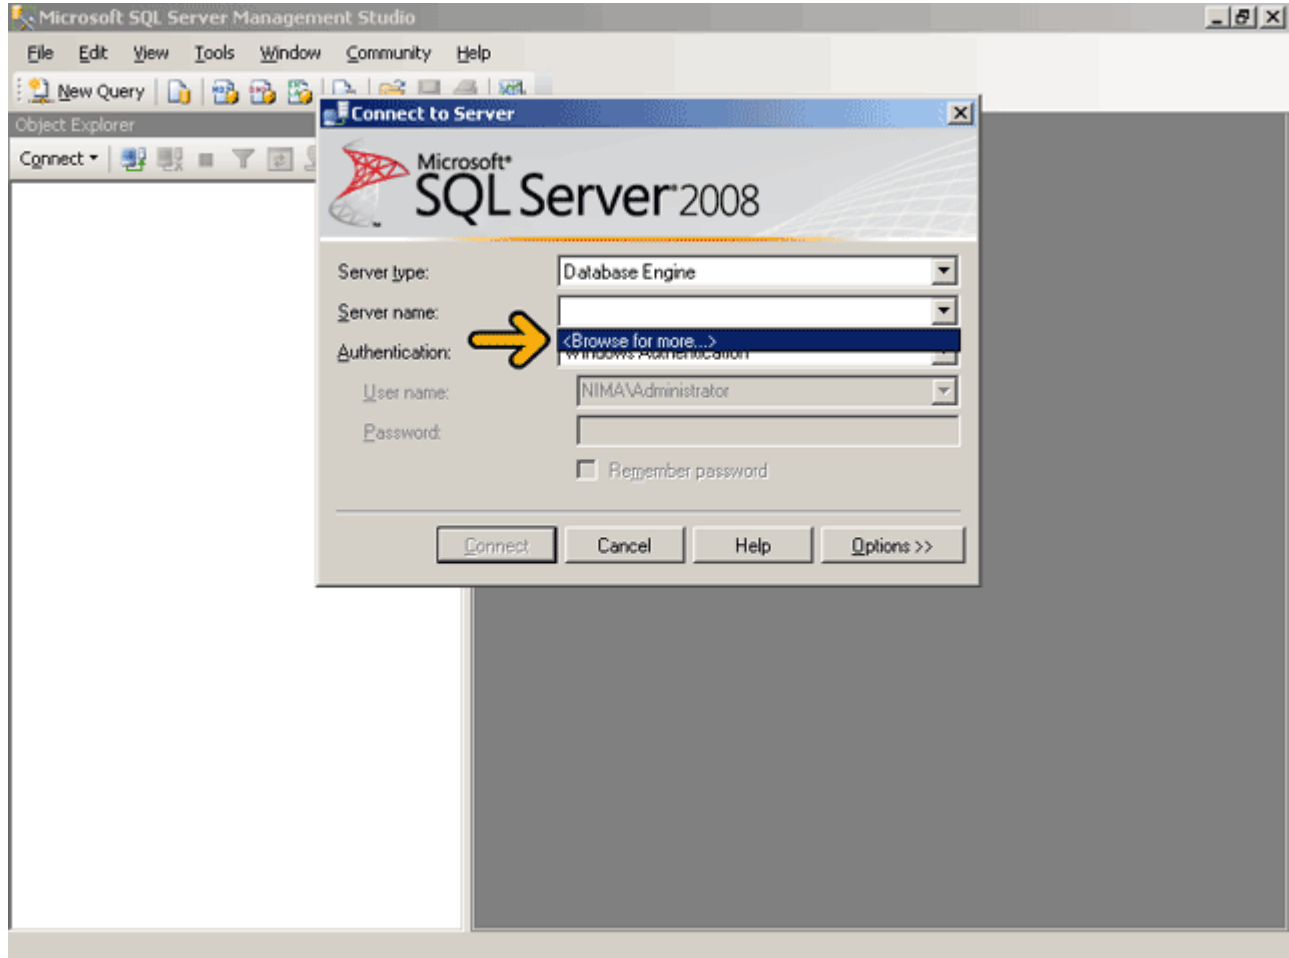 Microsoft SQL Server Management Studio
File Edit View Tools Window Community Help
New Query
Object Explorer
Connect
Connect to Server
Microsoft®
SQL Server 2008
Server type:
Database Engine
Server name:
<Browse for more...>
Authentication:
Windows Authentication
User name:
NIMA\Administrator
Password:
Remember password
Connect Cancel Help Options >>